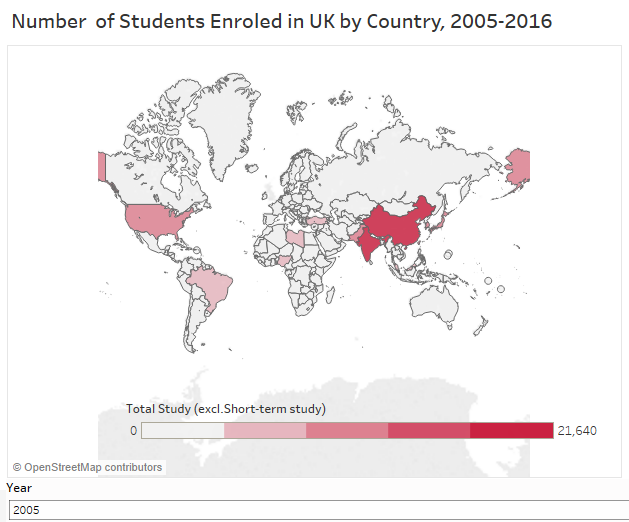 Number of Students Enroled in UK by Country, 2005-2016
Total Study (excl.Short-term study)
0 21,640
© OpenStreetMap contributors
Year
2005